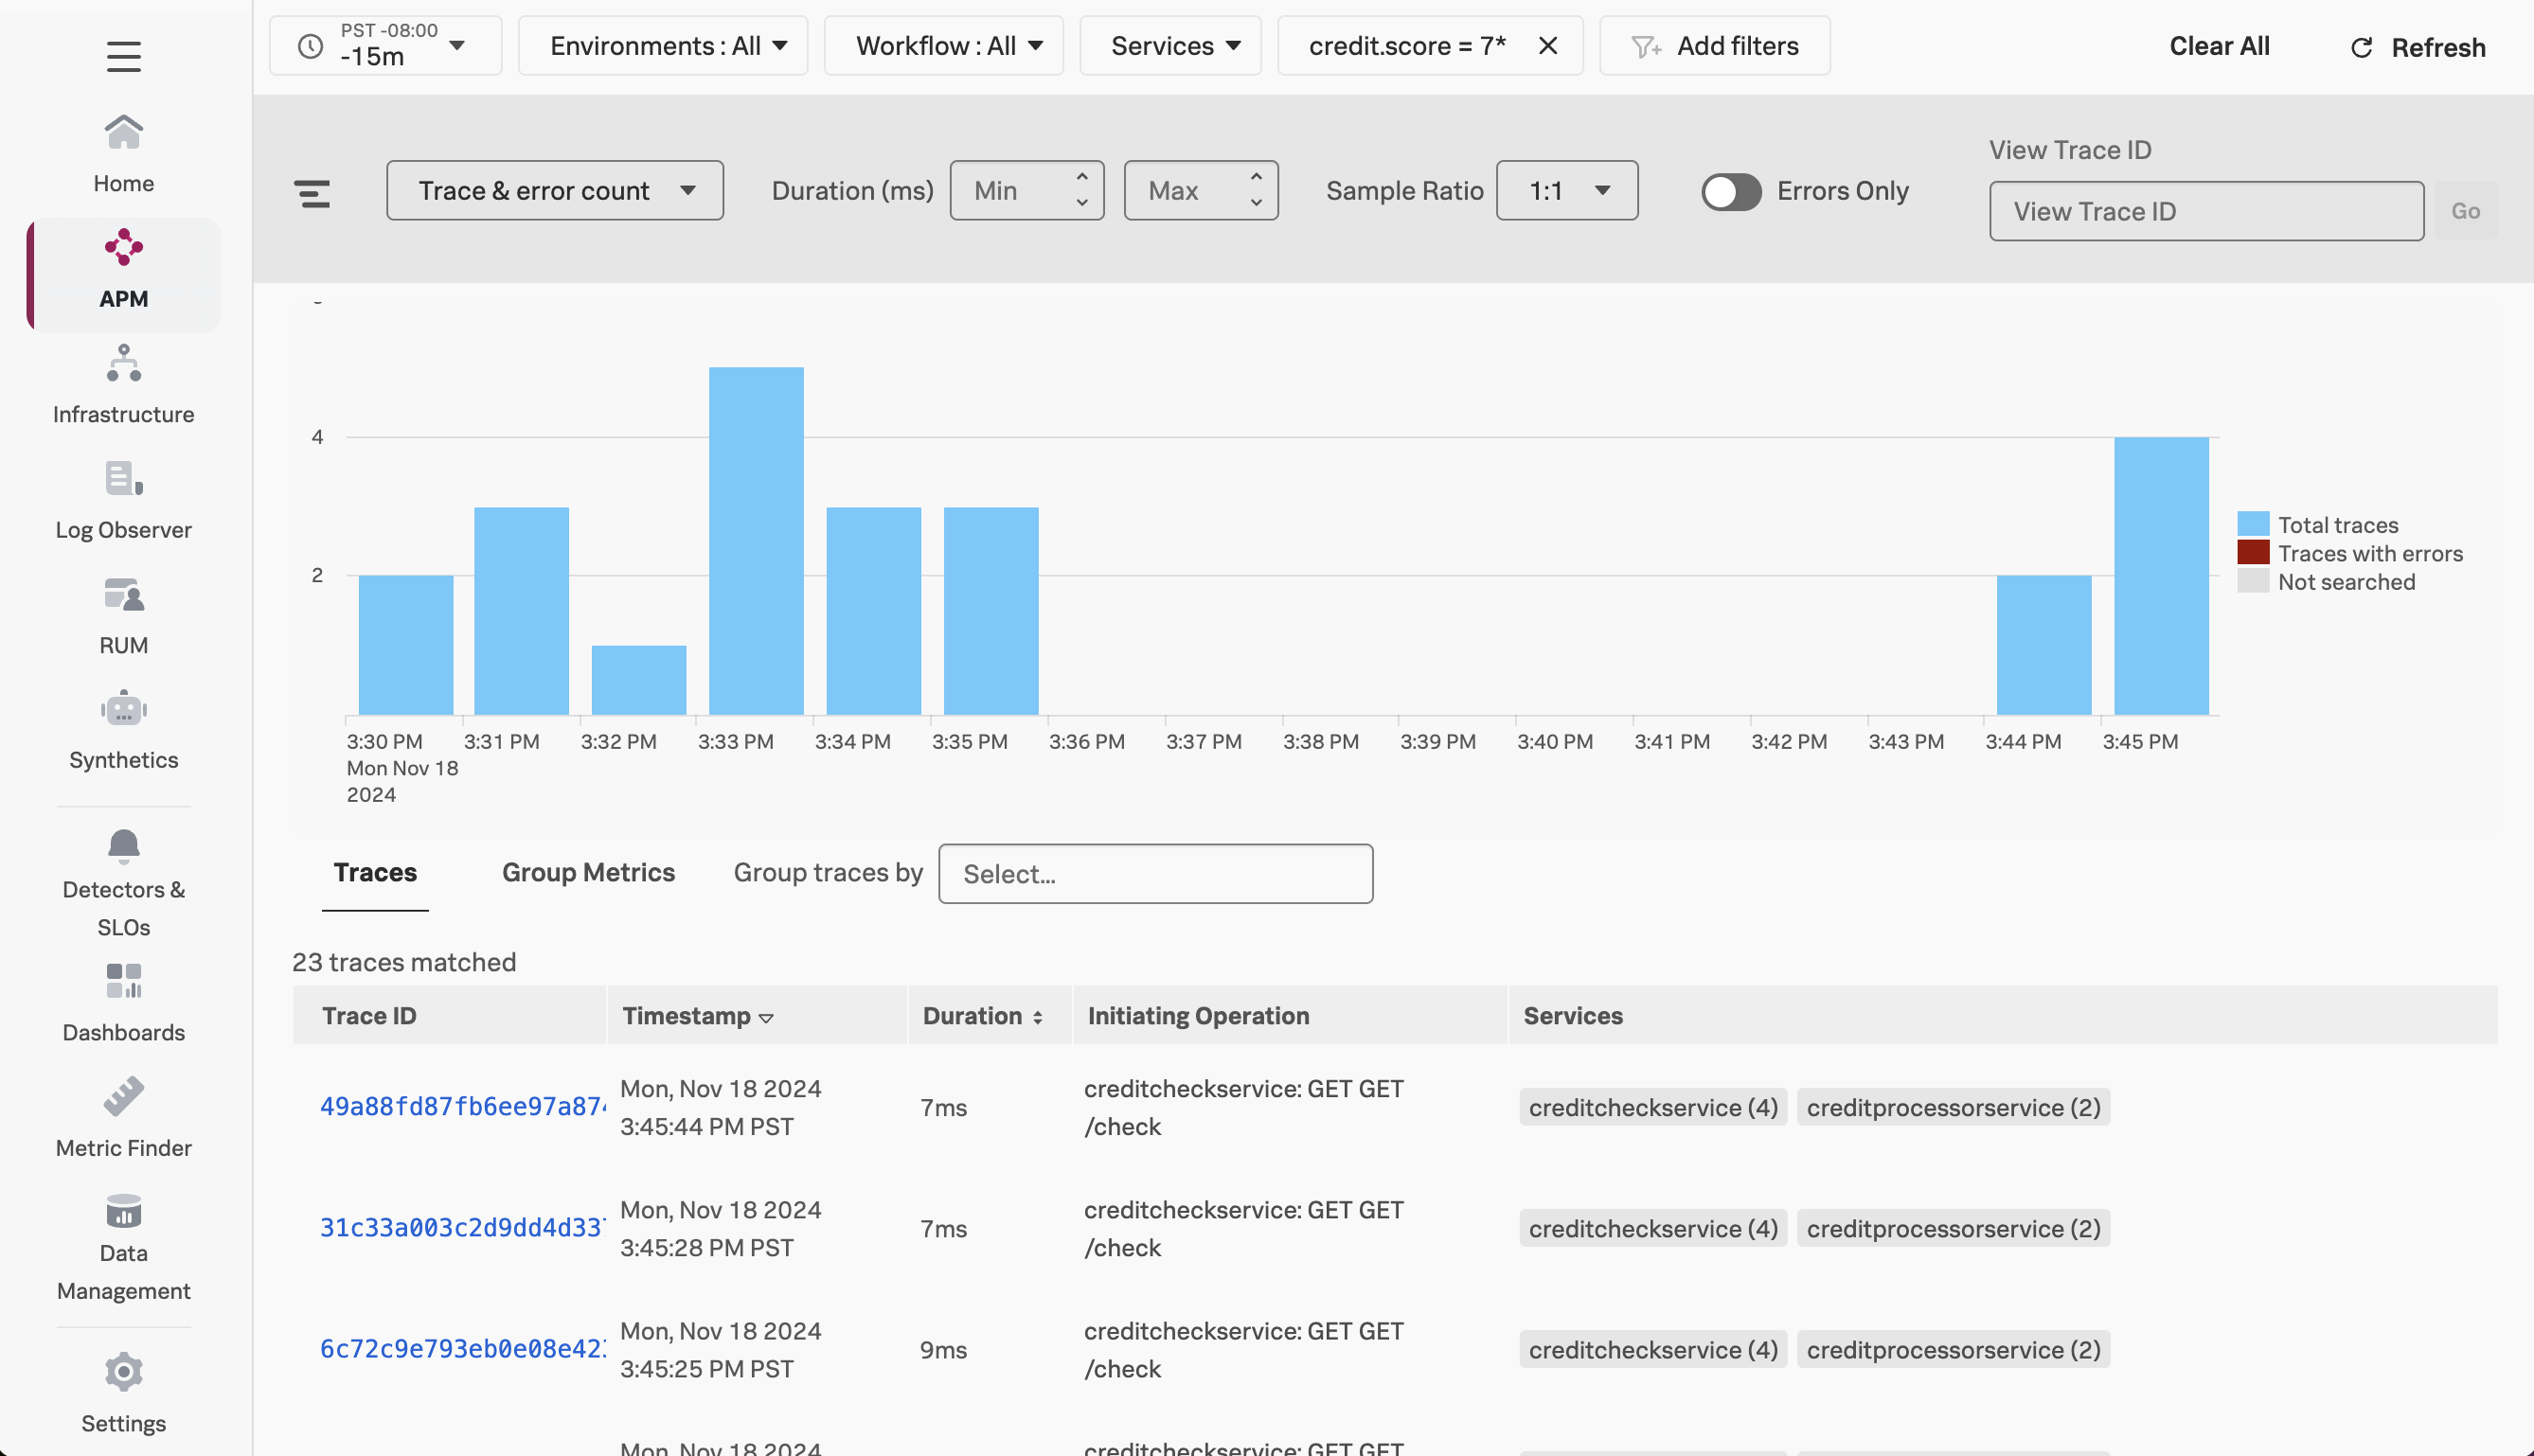 PST -08:00
-15m
Environments : All
Workflow : All
Services
credit.score = 7*
Add filters
Clear All
Refresh
Home
APM
Infrastructure
Log Observer
RUM
Synthetics
Detectors &
SLOs
Dashboards
Metric Finder
Data
Management
Settings
Trace & error count
Duration (ms)
Min
Max
Sample Ratio
1:1
Errors Only
View Trace ID
View Trace ID
Go
4
2
3:30 PM
Mon Nov 18
2024
3:31 PM
3:32 PM
3:33 PM
3:34 PM
3:35 PM
3:36 PM
3:37 PM
3:38 PM
3:39 PM
3:40 PM
3:41 PM
3:42 PM
3:43 PM
3:44 PM
3:45 PM
Total traces
Traces with errors
Not searched
Traces
Group Metrics
Group traces by
Select...
23 traces matched
Trace ID
Timestamp
Duration
Initiating Operation
Services
49a88fd87fb6ee97a874
Mon, Nov 18 2024
3:45:44 PM PST
7ms
creditcheckservice: GET GET
/check
creditcheckservice (4)
creditprocessorservice (2)
31c33a003c2d9dd4d337
Mon, Nov 18 2024
3:45:28 PM PST
7ms
creditcheckservice: GET GET
/check
creditcheckservice (4)
creditprocessorservice (2)
6c72c9e793eb0e08e423
Mon, Nov 18 2024
3:45:25 PM PST
9ms
creditcheckservice: GET GET
/check
creditcheckservice (4)
creditprocessorservice (2)
Mon, Nov 18 2024
creditcheckservice: GET GET